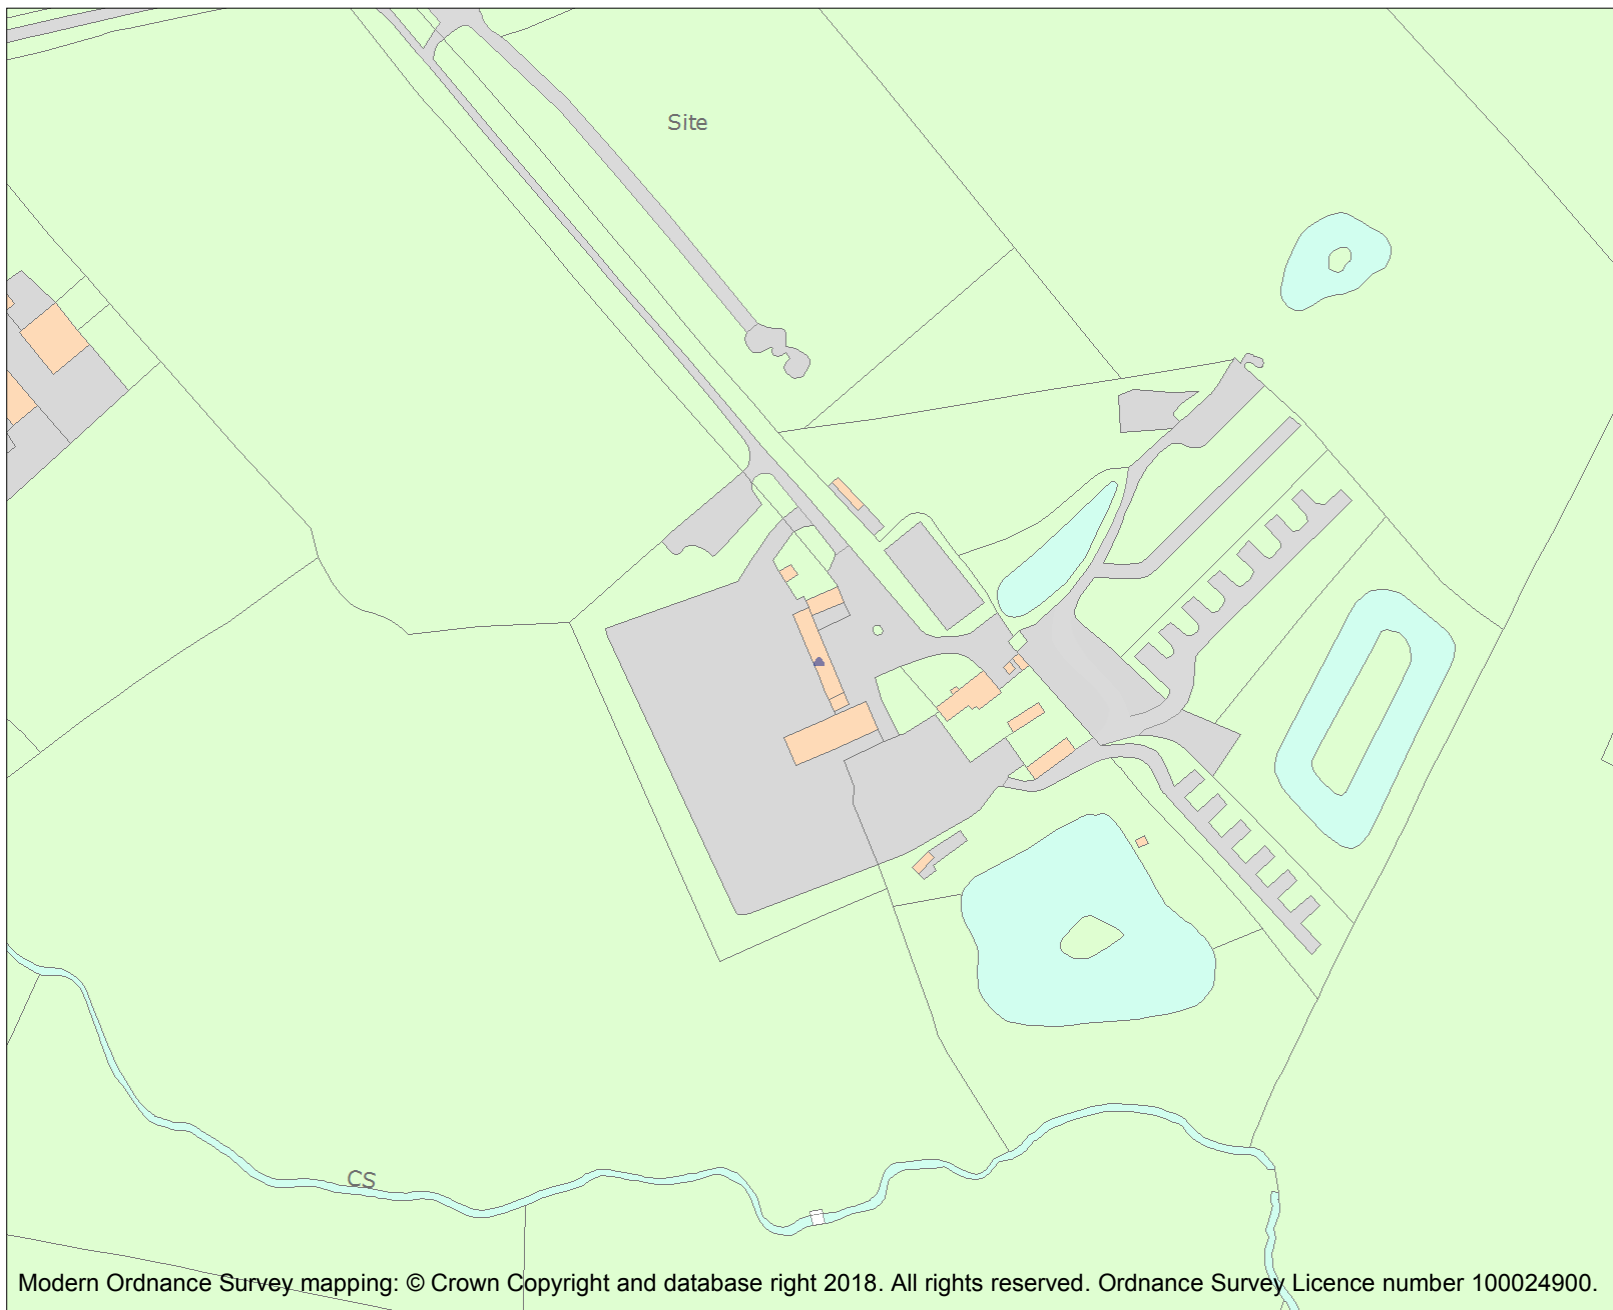 Site
CS
Modern Ordnance Survey mapping: © Crown Copyright and database right 2018. All rights reserved. Ordnance Survey Licence number 100024900.